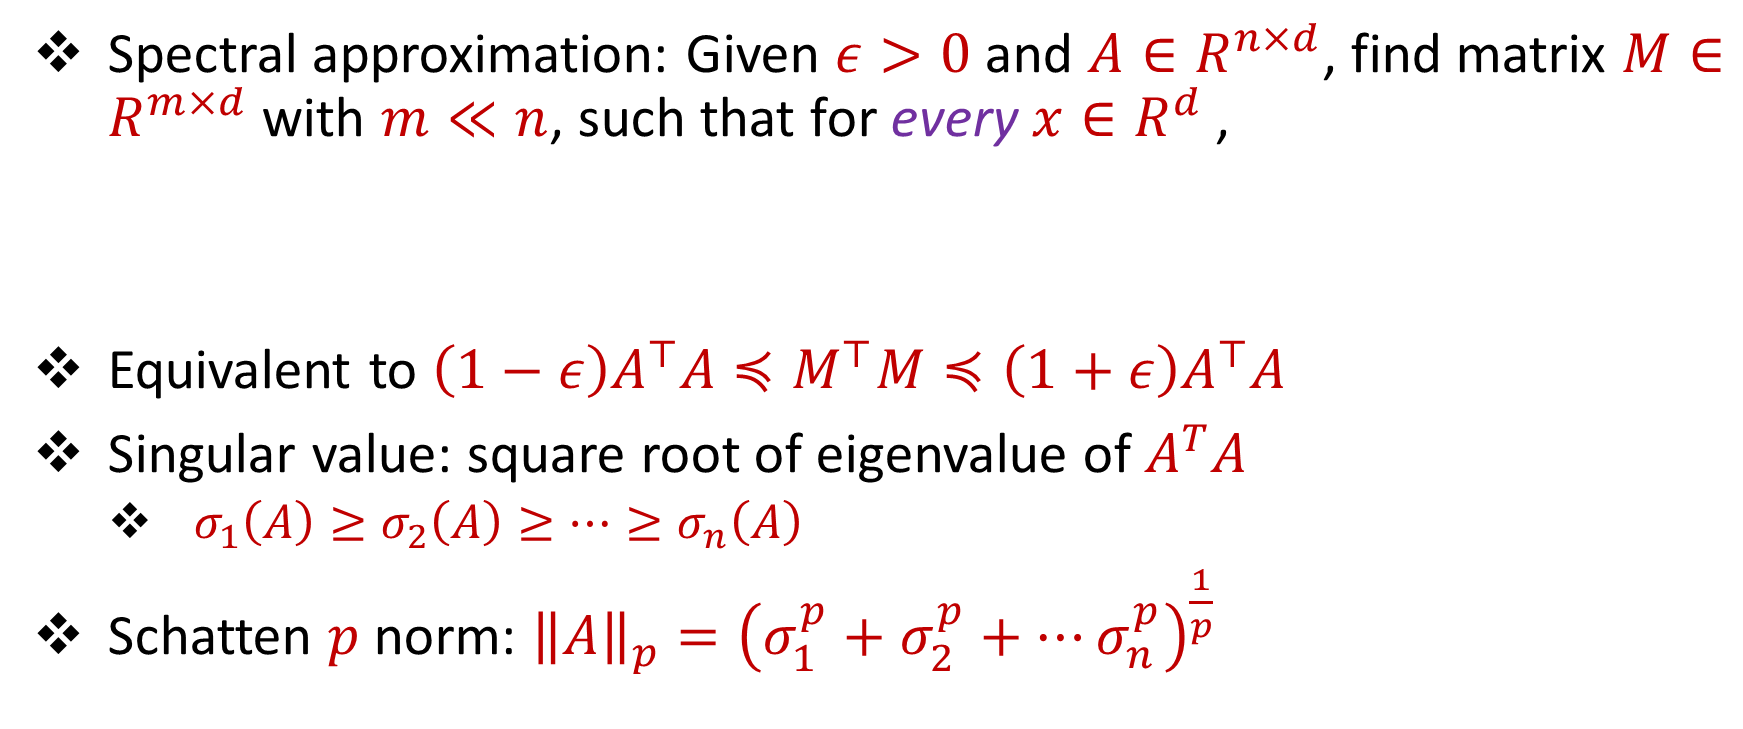 ❖ Spectral approximation: Given ϵ > 0 and A ∈ R^{n×d}, find matrix M ∈
R^{m×d} with m ≪ n, such that for every x ∈ R^d ,
❖ Equivalent to (1 − ϵ)A^⊤A ≼ M^⊤M ≼ (1 + ϵ)A^⊤A
❖ Singular value: square root of eigenvalue of A^T A
❖ σ_1(A) ≥ σ_2(A) ≥ ⋯ ≥ σ_n(A)
❖ Schatten p norm: ‖A‖_p = (σ_1^p + σ_2^p + ⋯ σ_n^p)^{1/p}